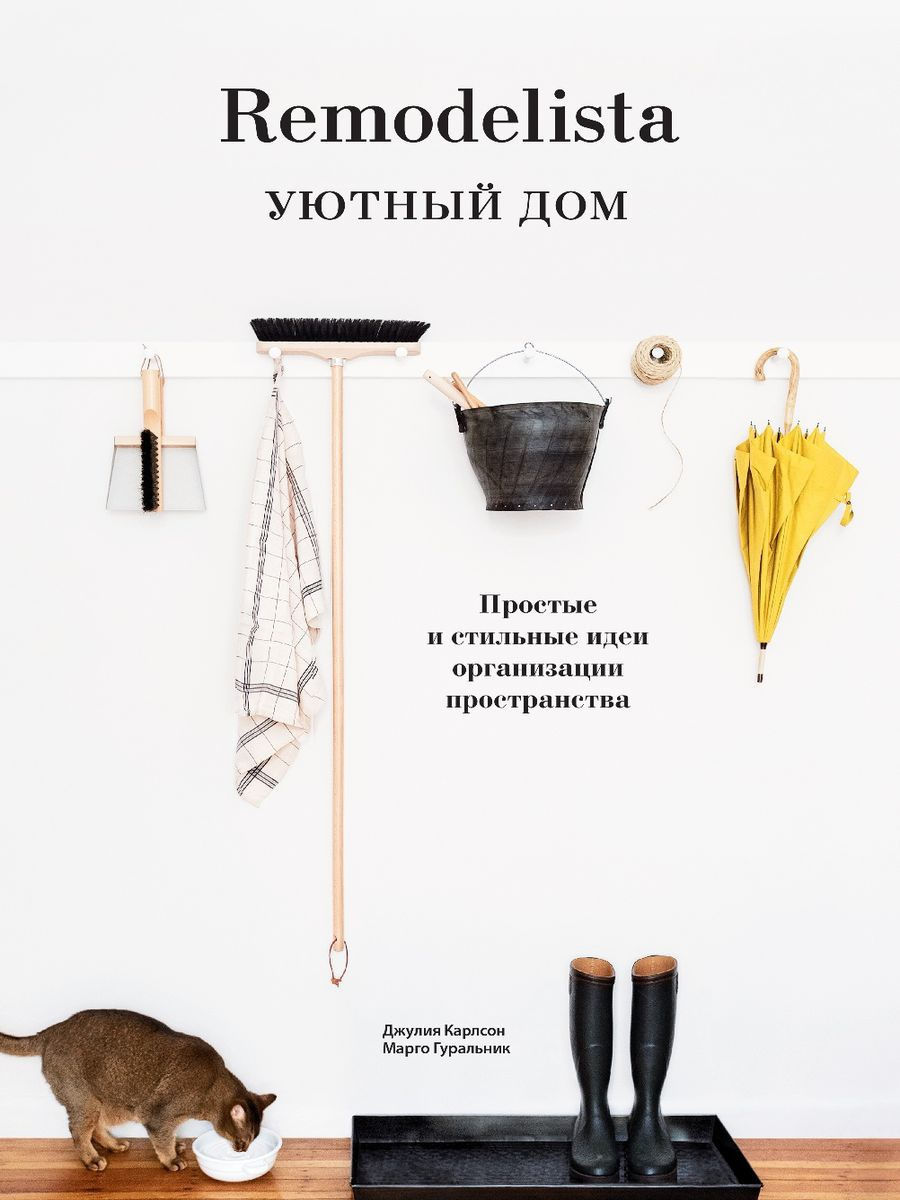 Remodelista
УЮТНЫЙ ДОМ
Простые
и стильные идеи
организации
пространства
Джулия Карлсон
Марго Гуральник